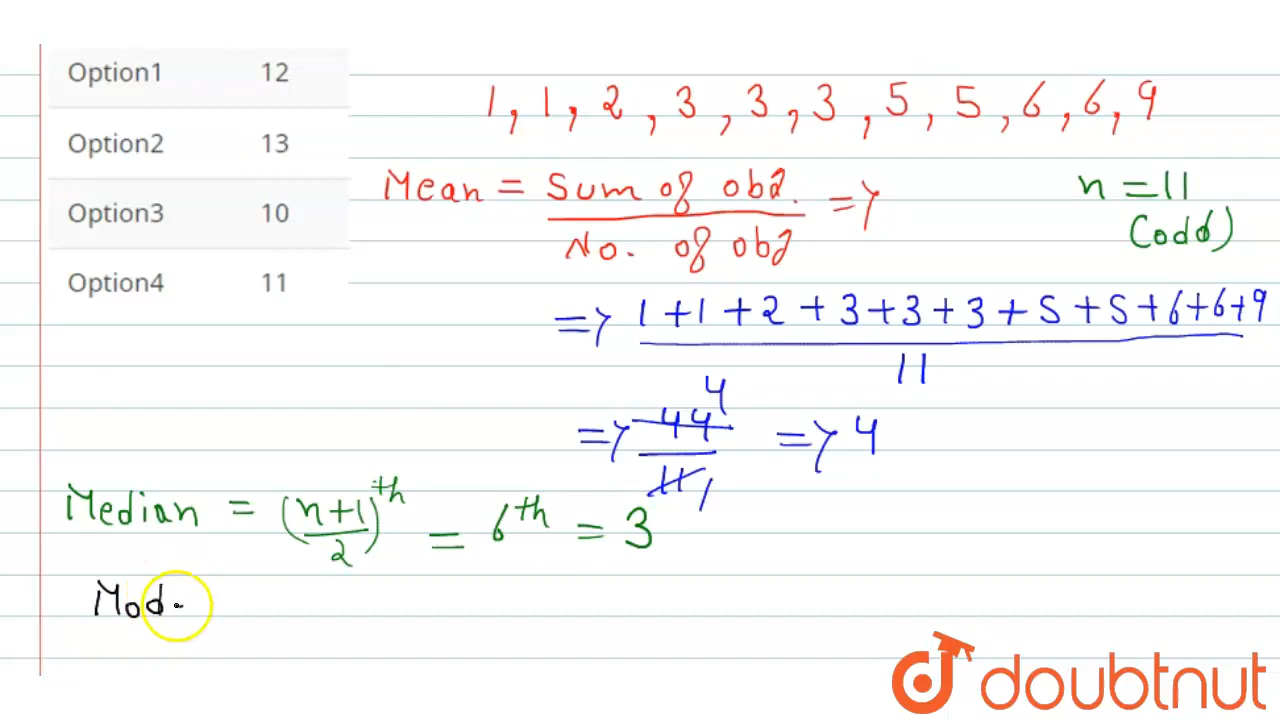 Option1 12
Option2 13
Option3 10
Option4 11
1, 1, 2, 3, 3, 3, 5, 5, 6, 6, 9
Mean = Sum of obs. / No. of obs =>
n = 11
(odd)
=> 1+1+2+3+3+3+5+5+6+6+9 / 11
=> 44 4 / 11 1 => 4
Median = (n+1/2)th = 6th = 3
Mod
doubtnut